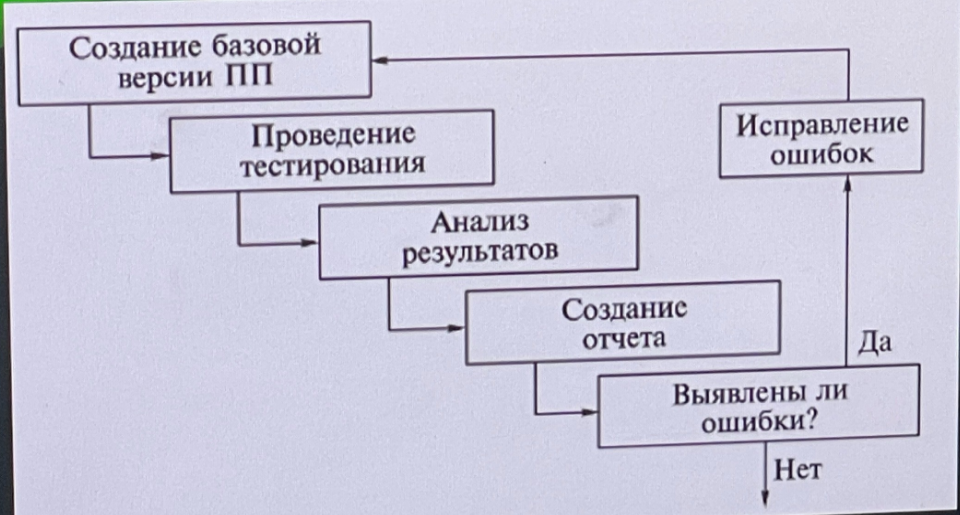 Создание базовой
версии ПП
Проведение
тестирования
Исправление
ошибок
Анализ
результатов
Создание
отчета
Да
Выявлены ли
ошибки?
Нет